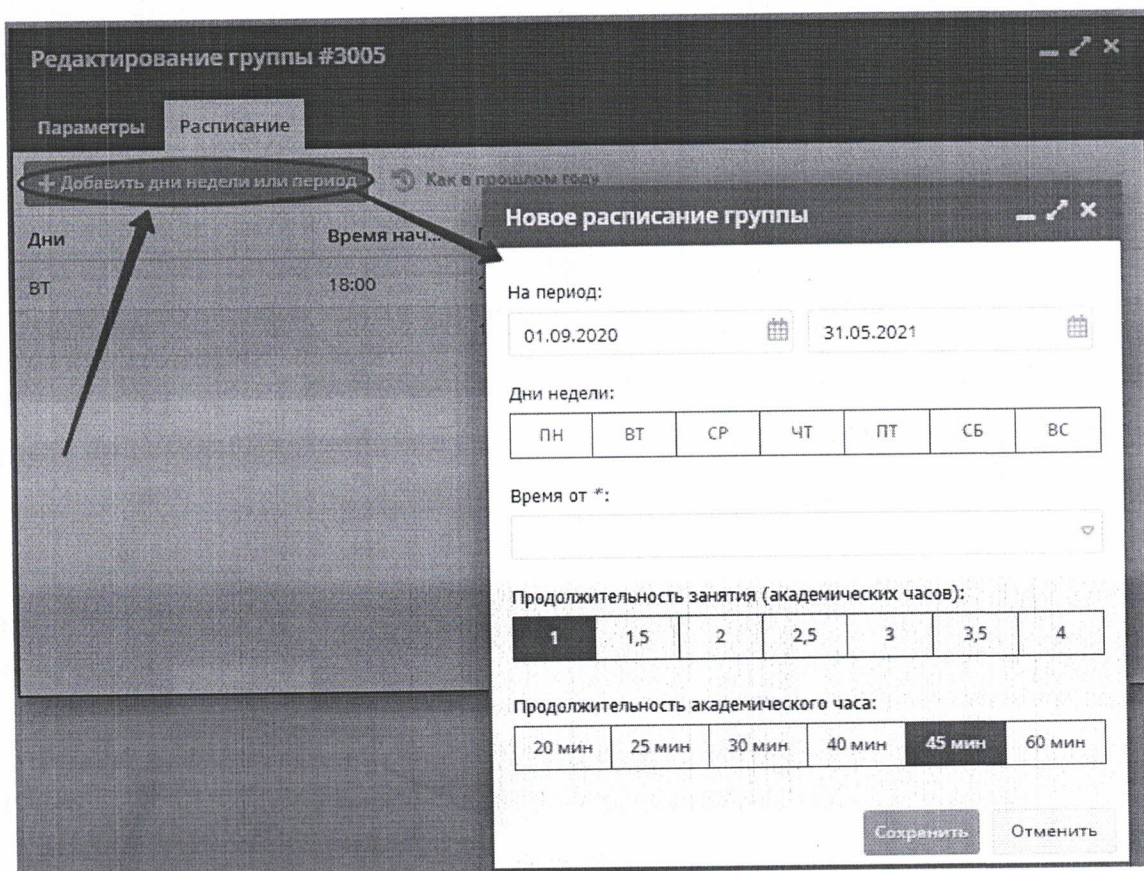 Редактирование группы #3005
Параметры Расписание
+ Добавить дни недели или период Как в прошлом году
Дни Время нач...
ВТ 18:00
Новое расписание группы
На период:
01.09.2020 31.05.2021
Дни недели:
ПН ВТ СР ЧТ ПТ СБ ВС
Время от *:
Продолжительность занятия (академических часов):
1 1,5 2 2,5 3 3,5 4
Продолжительность академического часа:
20 мин 25 мин 30 мин 40 мин 45 мин 60 мин
Сохранить Отменить